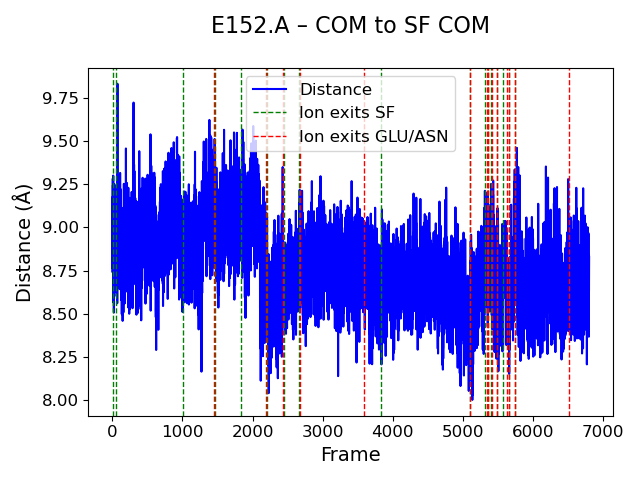 E152.A – COM to SF COM
Distance
Ion exits SF
Ion exits GLU/ASN
9.75
9.50
9.25
9.00
8.75
8.50
8.25
8.00
Distance (Å)
0 1000 2000 3000 4000 5000 6000 7000
Frame